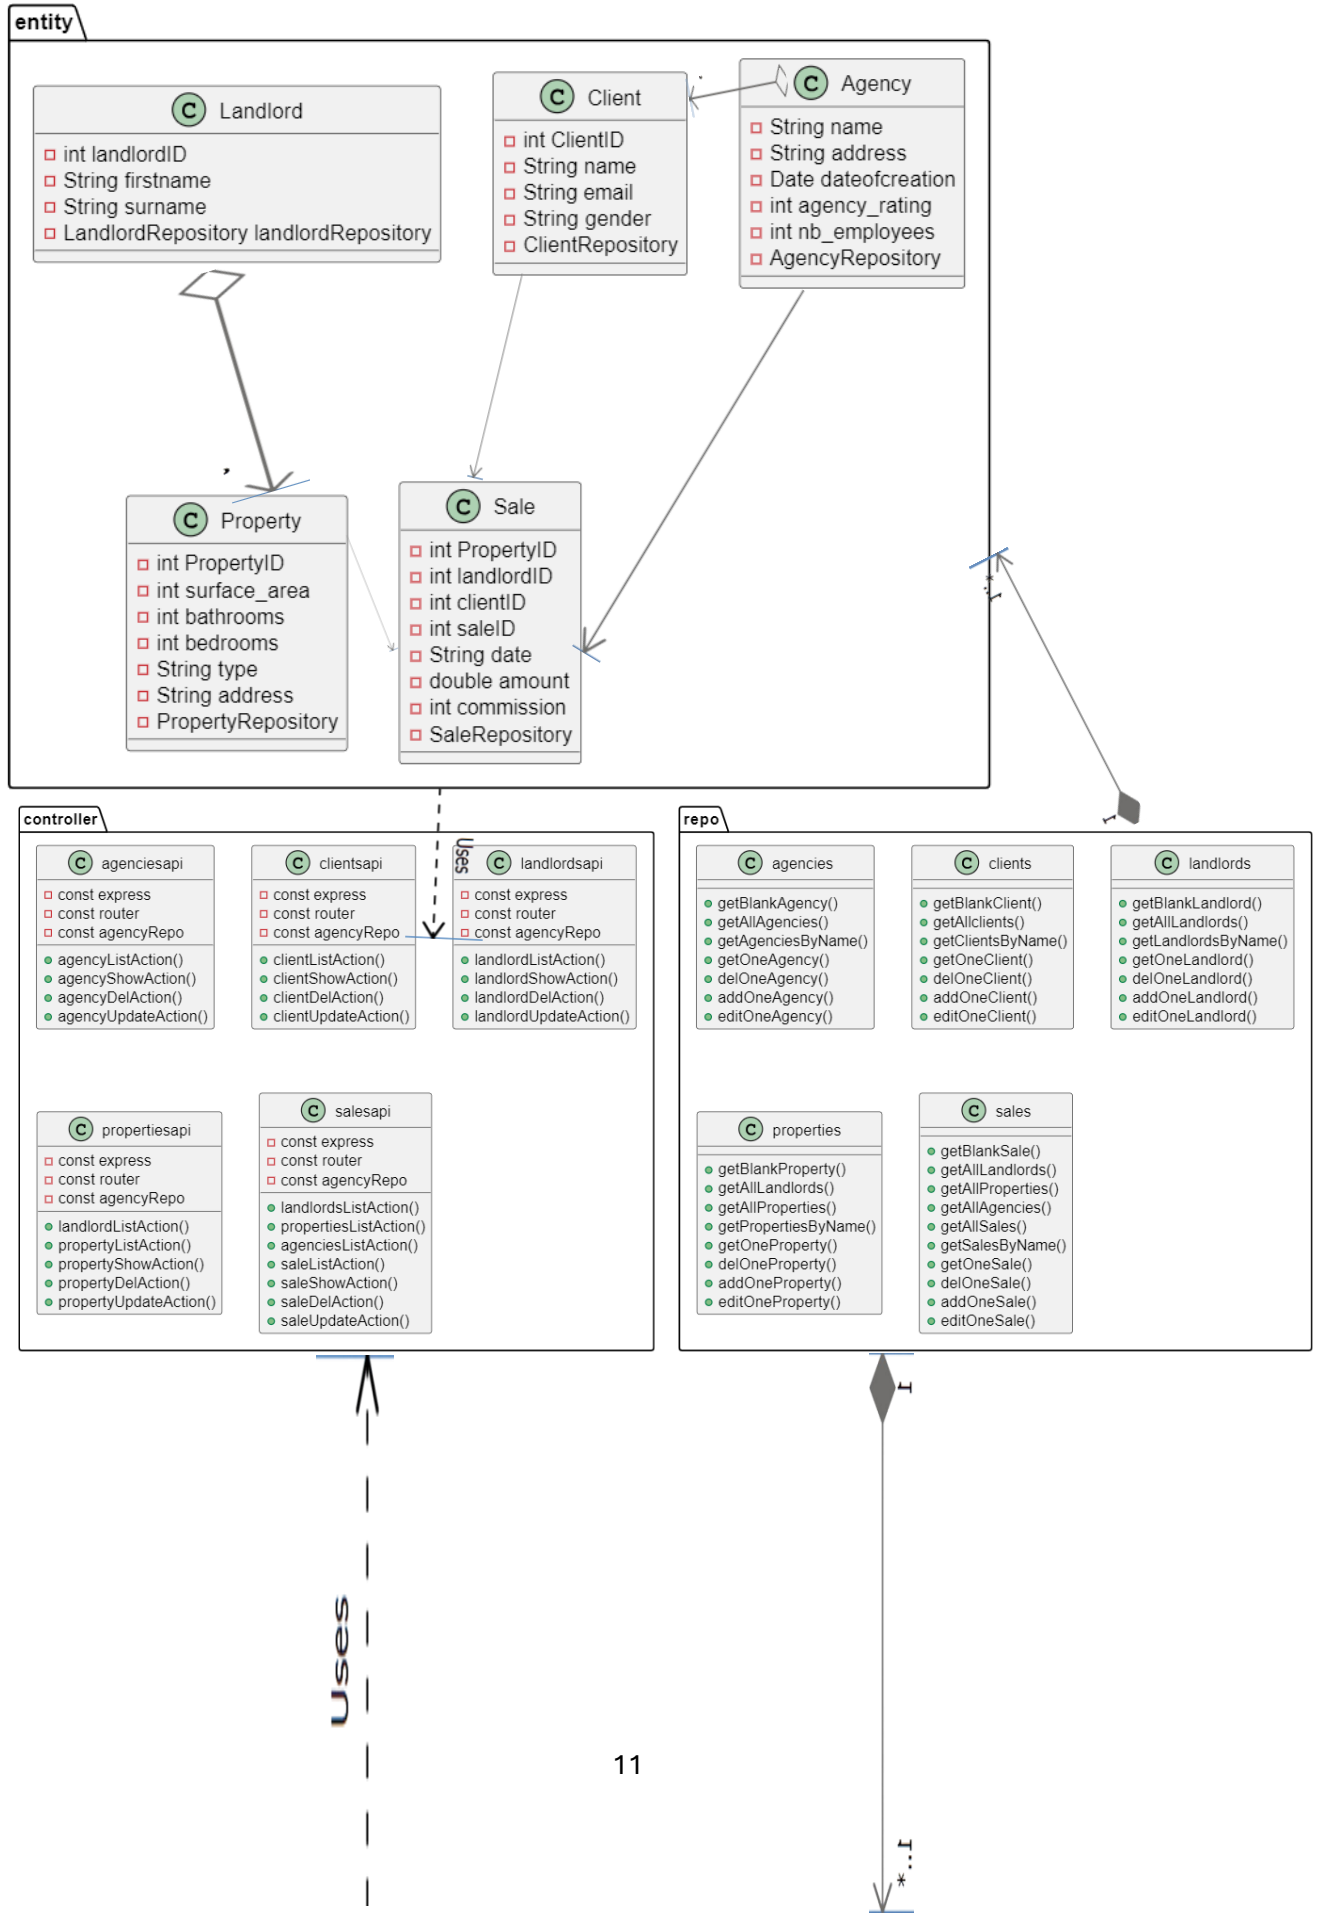 entity
C Landlord
int landlordID
String firstname
String surname
LandlordRepository landlordRepository
C Client
int ClientID
String name
String email
String gender
ClientRepository
C Agency
String name
String address
Date dateofcreation
int agency_rating
int nb_employees
AgencyRepository
C Property
int PropertyID
int surface_area
int bathrooms
int bedrooms
String type
String address
PropertyRepository
C Sale
int PropertyID
int landlordID
int clientID
int saleID
String date
double amount
int commission
SaleRepository
1...*
1
Uses
controller
C agenciesapi
const express
const router
const agencyRepo
agencyListAction()
agencyShowAction()
agencyDelAction()
agencyUpdateAction()
C clientsapi
const express
const router
const agencyRepo
clientListAction()
clientShowAction()
clientDelAction()
clientUpdateAction()
C landlordsapi
const express
const router
const agencyRepo
landlordListAction()
landlordShowAction()
landlordDelAction()
landlordUpdateAction()
C propertiesapi
const express
const router
const agencyRepo
landlordListAction()
propertyListAction()
propertyShowAction()
propertyDelAction()
propertyUpdateAction()
C salesapi
const express
const router
const agencyRepo
landlordsListAction()
propertiesListAction()
agenciesListAction()
saleListAction()
saleShowAction()
saleDelAction()
saleUpdateAction()
repo
C agencies
getBlankAgency()
getAllAgencies()
getAgenciesByName()
getOneAgency()
delOneAgency()
addOneAgency()
editOneAgency()
C clients
getBlankClient()
getAllclients()
getClientsByName()
getOneClient()
delOneClient()
addOneClient()
editOneClient()
C landlords
getBlankLandlord()
getAllLandlords()
getLandlordsByName()
getOneLandlord()
delOneLandlord()
addOneLandlord()
editOneLandlord()
C properties
getBlankProperty()
getAllLandlords()
getAllProperties()
getPropertiesByName()
getOneProperty()
delOneProperty()
addOneProperty()
editOneProperty()
C sales
getBlankSale()
getAllLandlords()
getAllProperties()
getAllAgencies()
getAllSales()
getSalesByName()
getOneSale()
delOneSale()
addOneSale()
editOneSale()
1
Uses
11
1...*